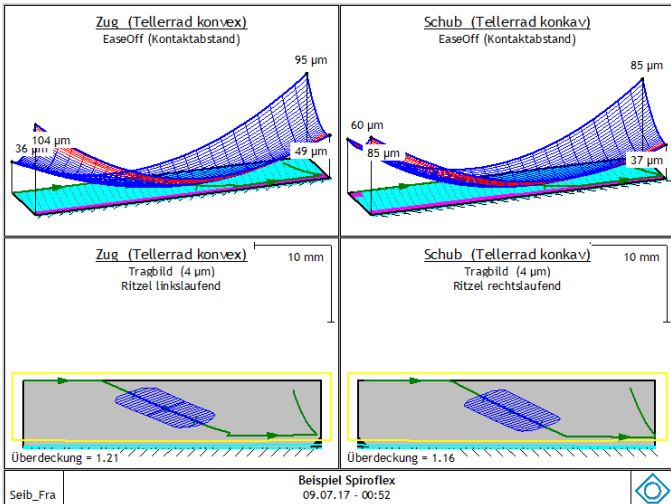 Zug (Tellerrad konvex)
EaseOff (Kontaktabstand)
95 µm
104 µm
36 µm
49 µm
Schub (Tellerrad konkav)
EaseOff (Kontaktabstand)
85 µm
60 µm
85 µm
37 µm
Zug (Tellerrad konvex)
Tragbild (4 µm)
Ritzel linkslaufend
10 mm
Überdeckung = 1.21
Schub (Tellerrad konkav)
Tragbild (4 µm)
Ritzel rechtslaufend
10 mm
Überdeckung = 1.16
Seib_Fra
Beispiel Spiroflex
09.07.17 - 00:52